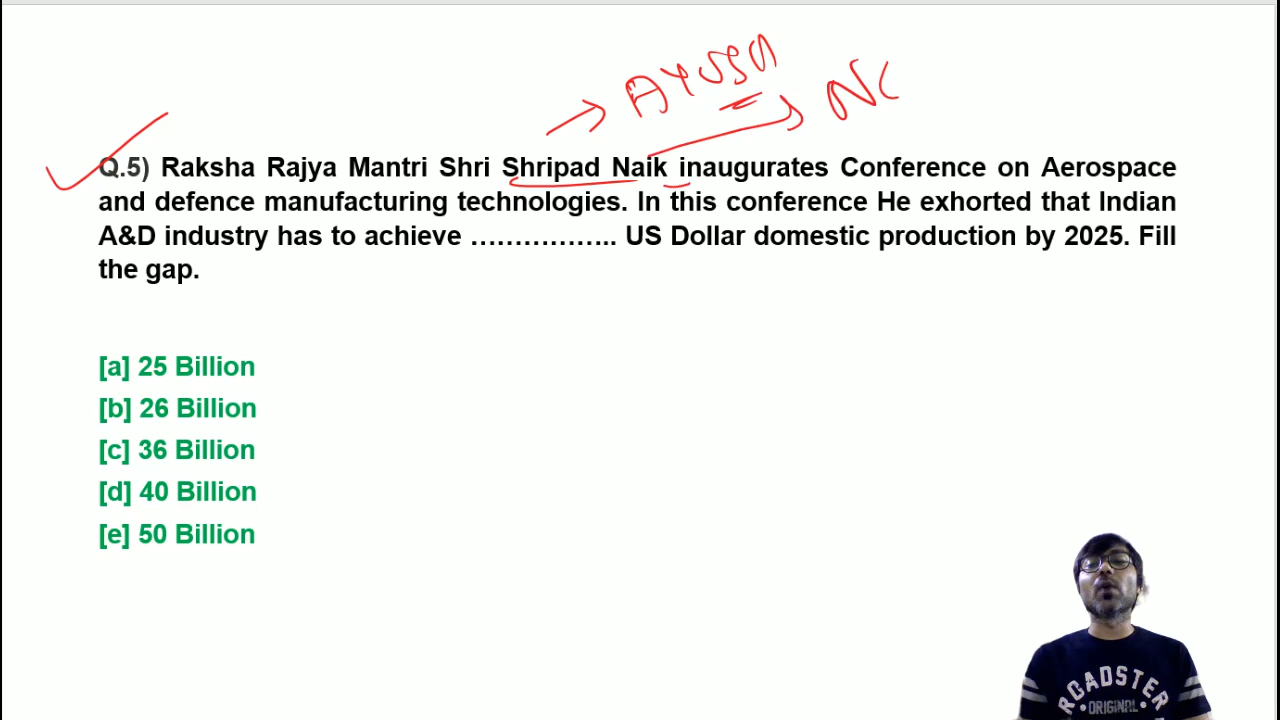 Q.5) Raksha Rajya Mantri Shri Shripad Naik inaugurates Conference on Aerospace
and defence manufacturing technologies. In this conference He exhorted that Indian
A&D industry has to achieve …………….. US Dollar domestic production by 2025. Fill
the gap.
[a] 25 Billion
[b] 26 Billion
[c] 36 Billion
[d] 40 Billion
[e] 50 Billion
ROADSTER
ORIGINAL